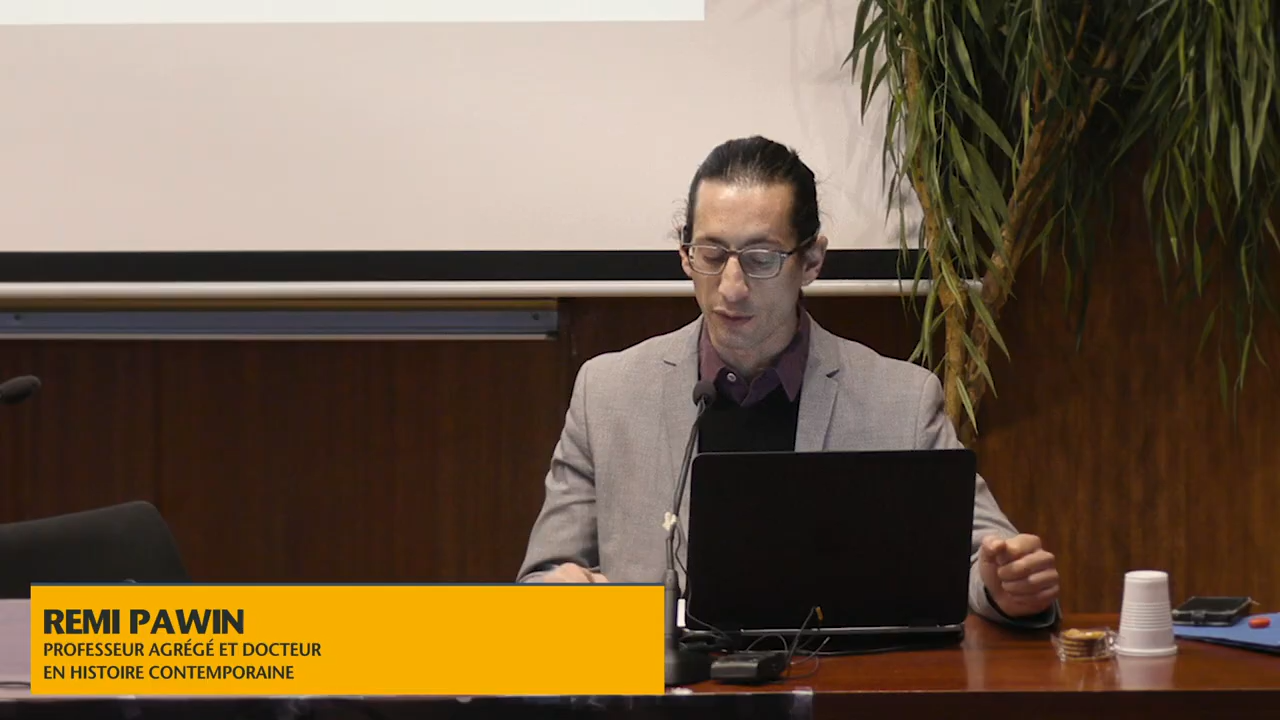 REMI PAWIN
PROFESSEUR AGRÉGÉ ET DOCTEUR
EN HISTOIRE CONTEMPORAINE